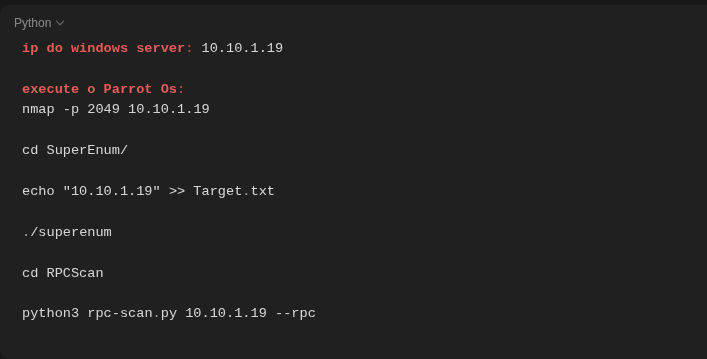 Python
ip do windows server: 10.10.1.19
execute o Parrot Os:
nmap -p 2049 10.10.1.19
cd SuperEnum/
echo "10.10.1.19" >> Target.txt
./superenum
cd RPCScan
python3 rpc-scan.py 10.10.1.19 --rpc